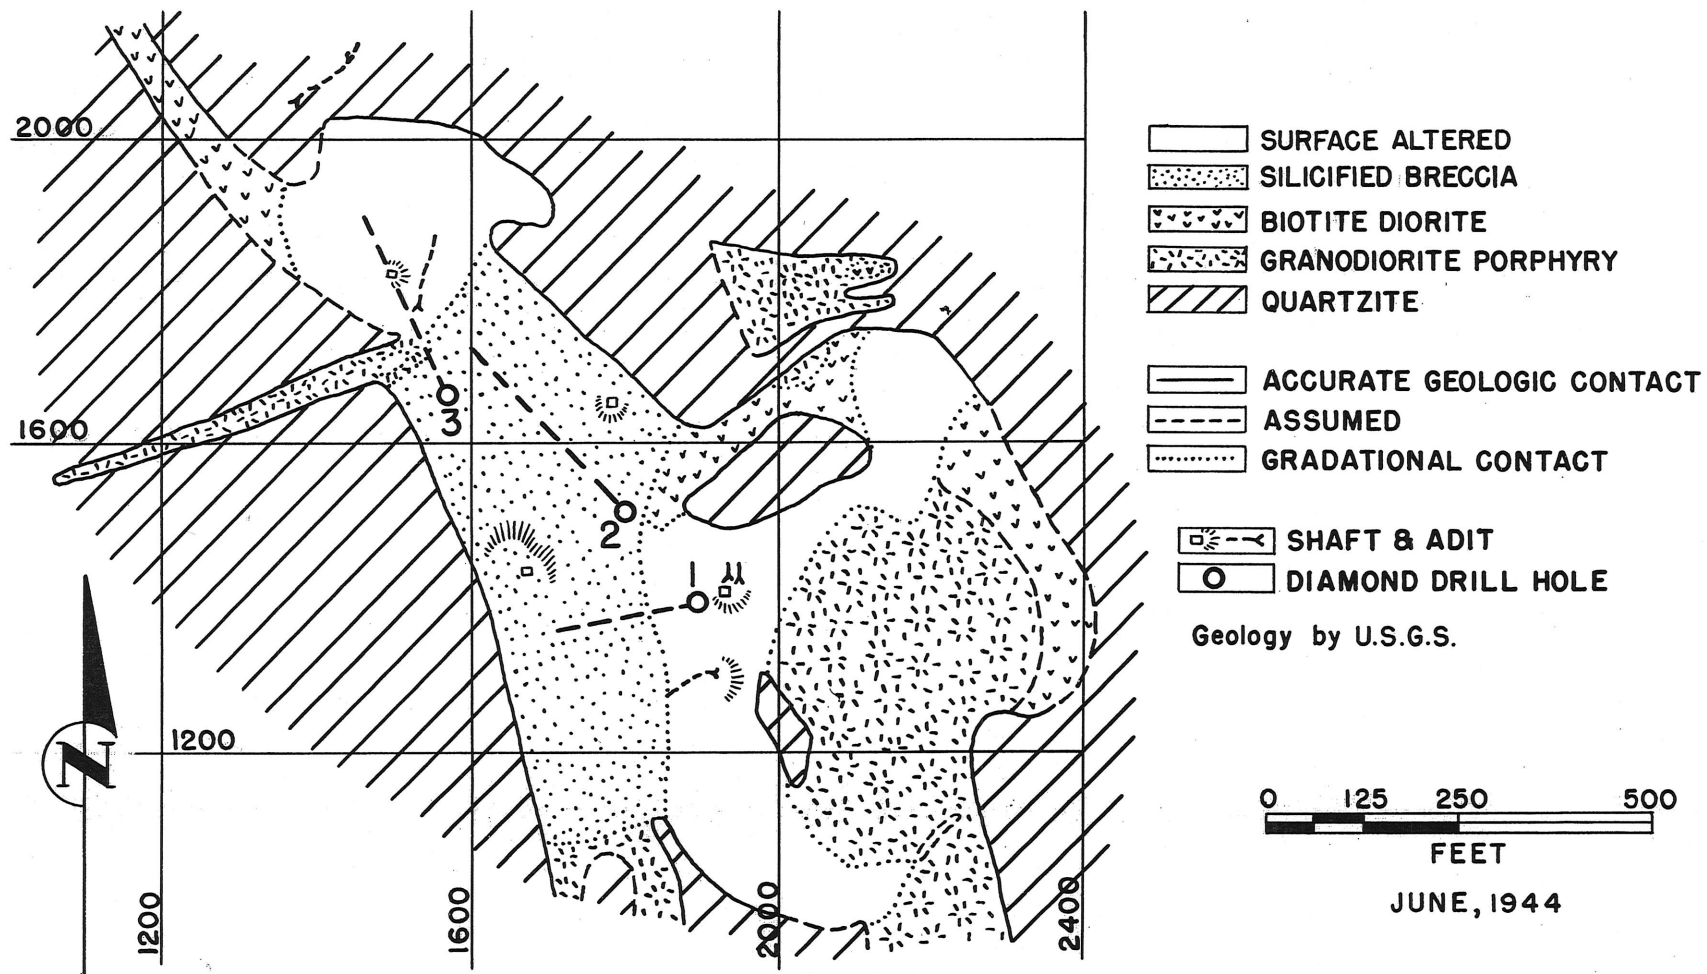 2000
1600
1200
1200
1600
2000
2400
3
2
1
N
SURFACE ALTERED
SILICIFIED BRECCIA
BIOTITE DIORITE
GRANODIORITE PORPHYRY
QUARTZITE
ACCURATE GEOLOGIC CONTACT
ASSUMED
GRADATIONAL CONTACT
SHAFT & ADIT
DIAMOND DRILL HOLE
Geology by U.S.G.S.
0 125 250 500
FEET
JUNE, 1944